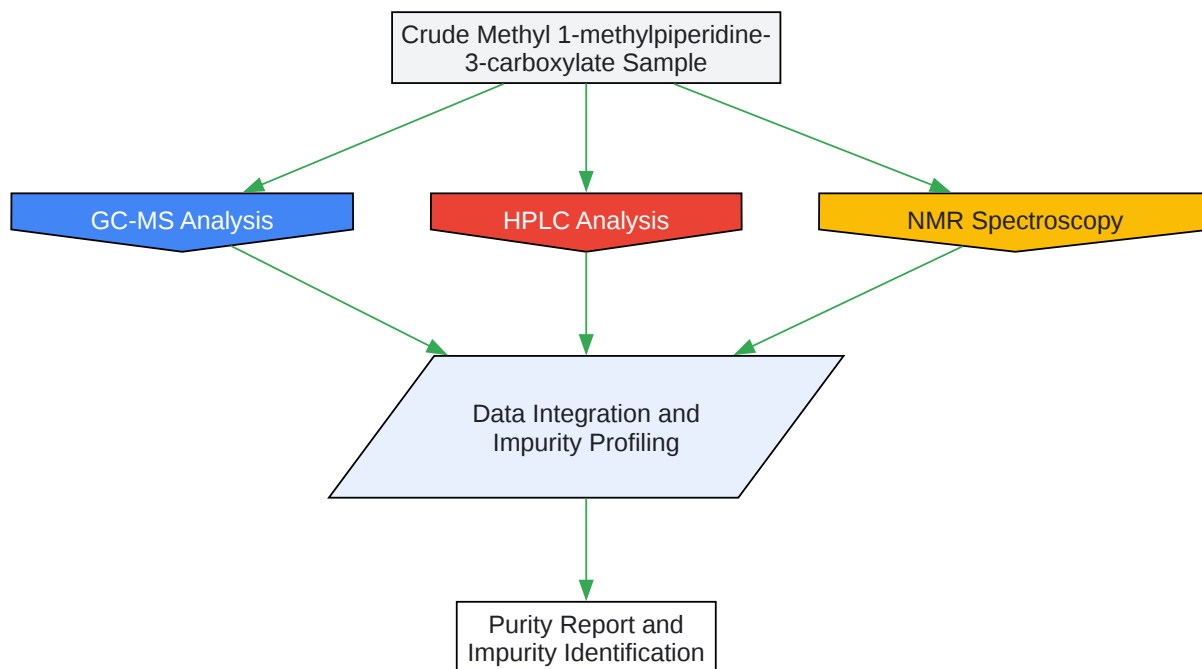 Crude Methyl 1-methylpiperidine-
3-carboxylate Sample
GC-MS Analysis
HPLC Analysis
NMR Spectroscopy
Data Integration and
Impurity Profiling
Purity Report and
Impurity Identification